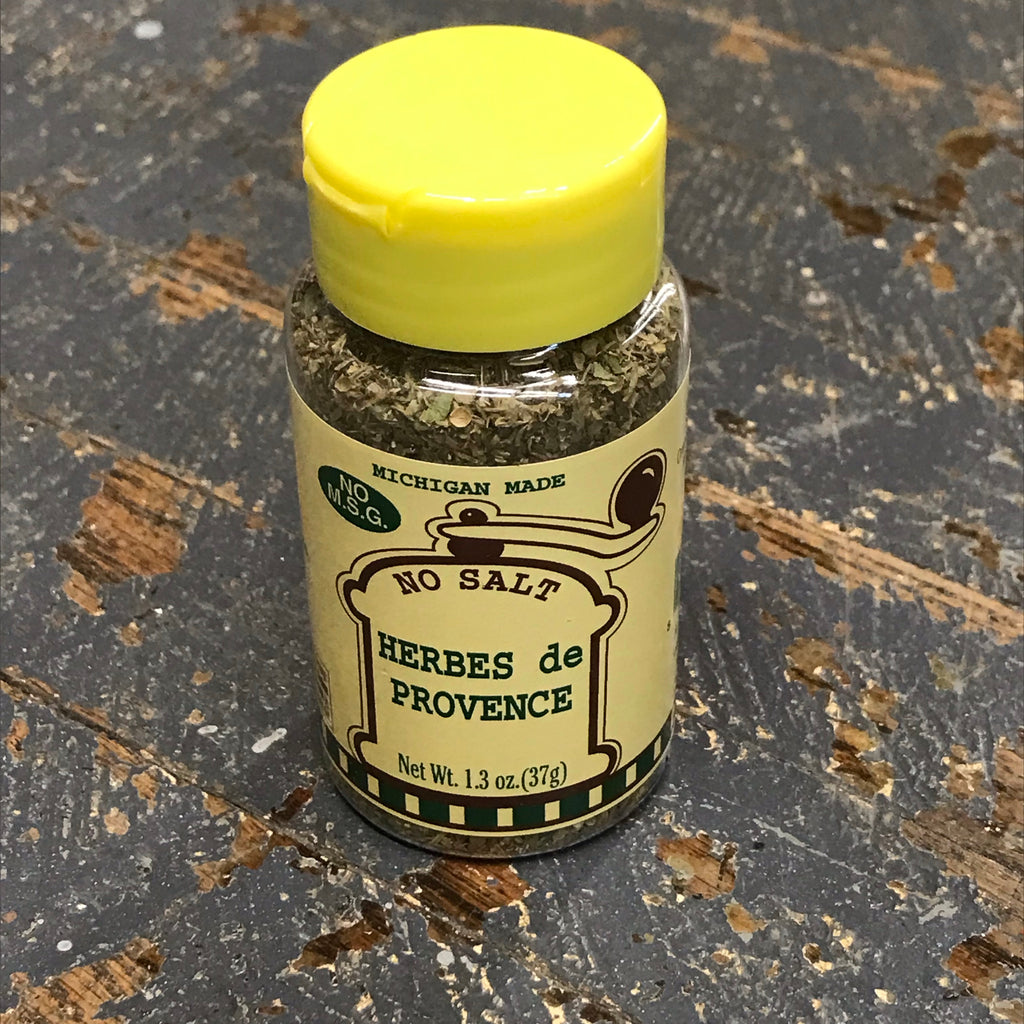 MICHIGAN MADE
NO
M.S.G.
NO SALT
HERBES de
PROVENCE
Net Wt. 1.3 oz.(37g)